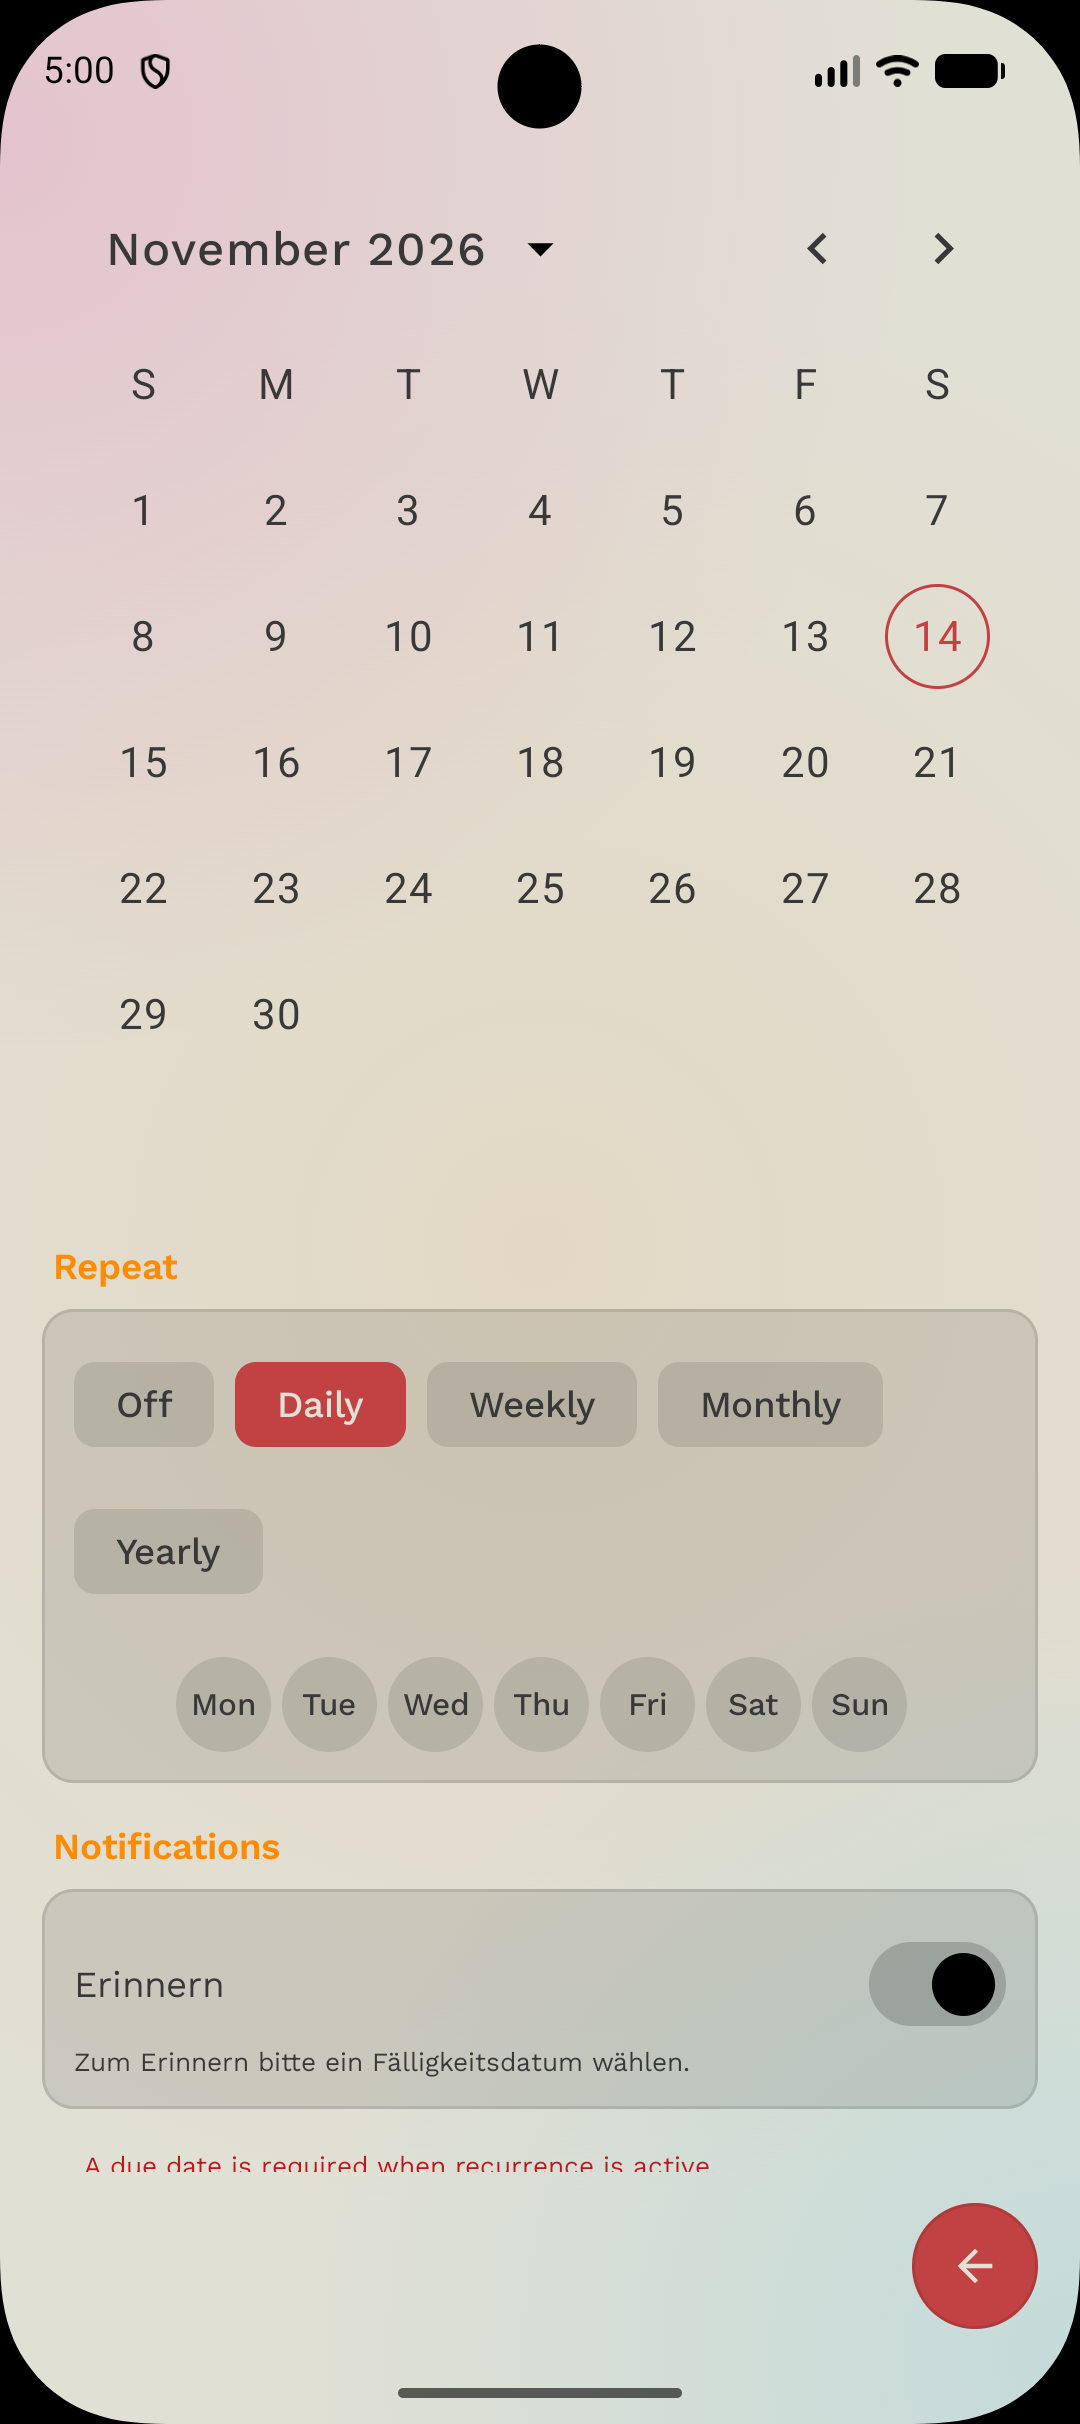 5:00
November 2026
S M T W T F S
1 2 3 4 5 6 7
8 9 10 11 12 13 14
15 16 17 18 19 20 21
22 23 24 25 26 27 28
29 30
Repeat
Off Daily Weekly Monthly
Yearly
Mon Tue Wed Thu Fri Sat Sun
Notifications
Erinnern
Zum Erinnern bitte ein Fälligkeitsdatum wählen.
A due date is required when recurrence is active